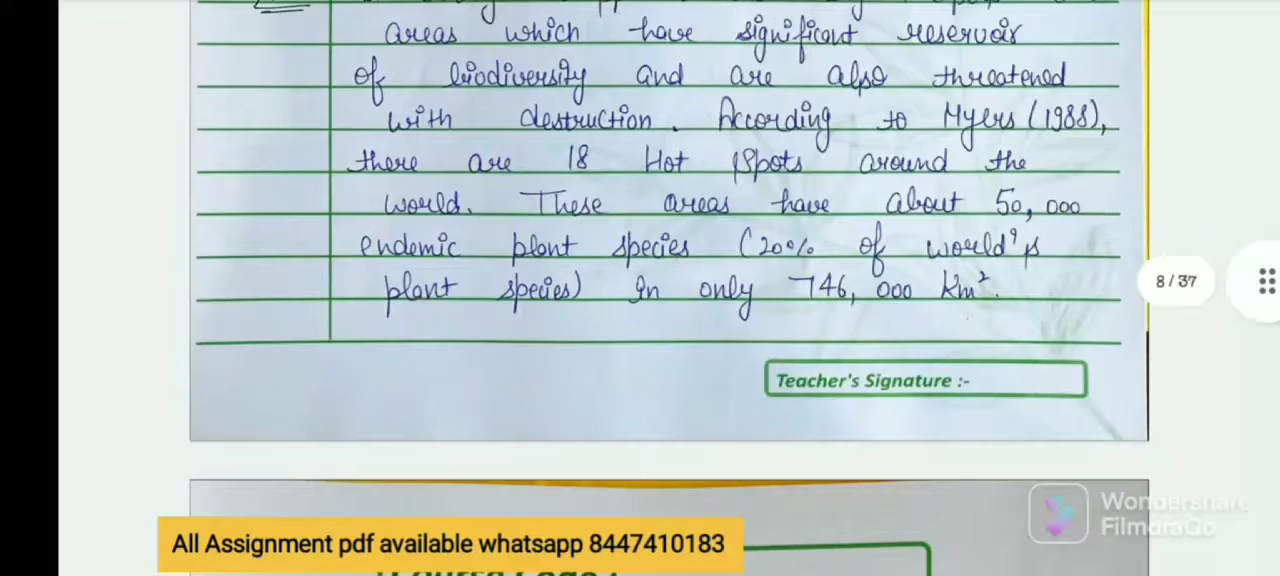 areas which have significant reservoir
of biodiversity and are also threatened
with destruction. According to Myers (1988),
there are 18 Hot Spots around the
world. These areas have about 50,000
endemic plant species (20% of world's
plant species) In only 746,000 Km².
8/37
Teacher's Signature :-
Wondershare
FilmoraGo
All Assignment pdf available whatsapp 8447410183